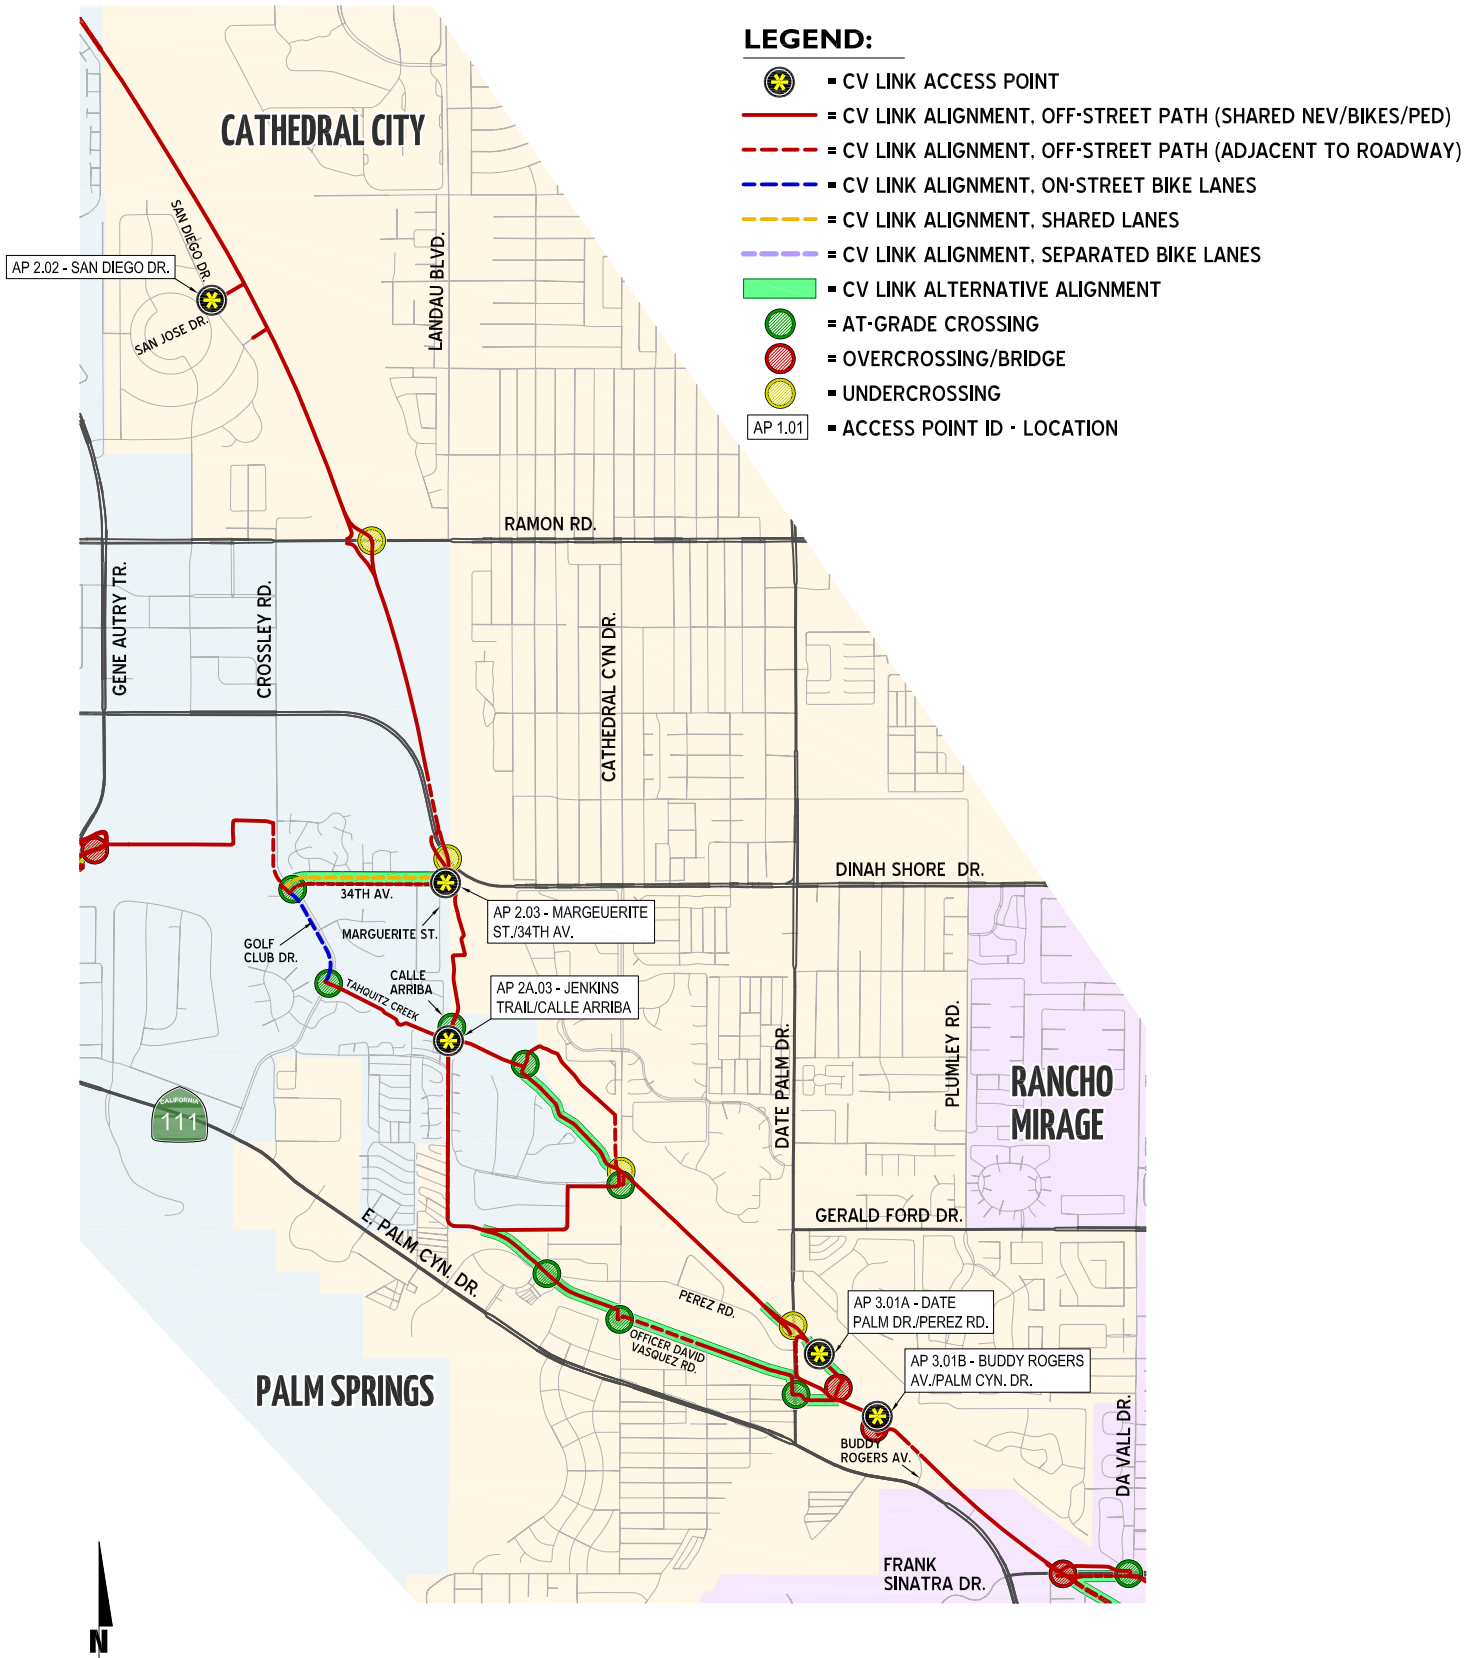 LEGEND:
= CV LINK ACCESS POINT
= CV LINK ALIGNMENT, OFF-STREET PATH (SHARED NEV/BIKES/PED)
= CV LINK ALIGNMENT, OFF-STREET PATH (ADJACENT TO ROADWAY)
= CV LINK ALIGNMENT, ON-STREET BIKE LANES
= CV LINK ALIGNMENT, SHARED LANES
= CV LINK ALIGNMENT, SEPARATED BIKE LANES
= CV LINK ALTERNATIVE ALIGNMENT
= AT-GRADE CROSSING
= OVERCROSSING/BRIDGE
= UNDERCROSSING
AP 1.01 = ACCESS POINT ID - LOCATION
CATHEDRAL CITY
SAN DIEGO DR.
AP 2.02 - SAN DIEGO DR.
SAN JOSE DR.
LANDAU BLVD.
RAMON RD.
GENE AUTRY TR.
CROSSLEY RD.
CATHEDRAL CYN DR.
DINAH SHORE DR.
34TH AV.
AP 2.03 - MARGEUERITE
ST./34TH AV.
MARGUERITE ST.
GOLF
CLUB DR.
CALLE
ARRIBA
TAHQUITZ CREEK
AP 2A.03 - JENKINS
TRAIL/CALLE ARRIBA
DATE PALM DR.
PLUMLEY RD.
RANCHO
MIRAGE
CALIFORNIA
111
E. PALM CYN. DR.
GERALD FORD DR.
PEREZ RD.
AP 3.01A - DATE
PALM DR./PEREZ RD.
OFFICER DAVID
VASQUEZ RD.
AP 3.01B - BUDDY ROGERS
AV./PALM CYN. DR.
PALM SPRINGS
BUDDY
ROGERS AV.
DA VALL DR.
FRANK
SINATRA DR.
N